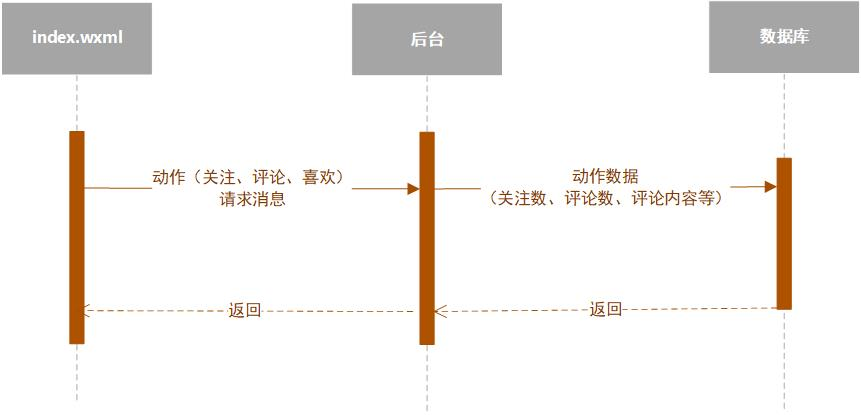 index.wxml
后台
数据库
动作（关注、评论、喜欢）
请求消息
动作数据
（关注数、评论数、评论内容等）
返回
返回